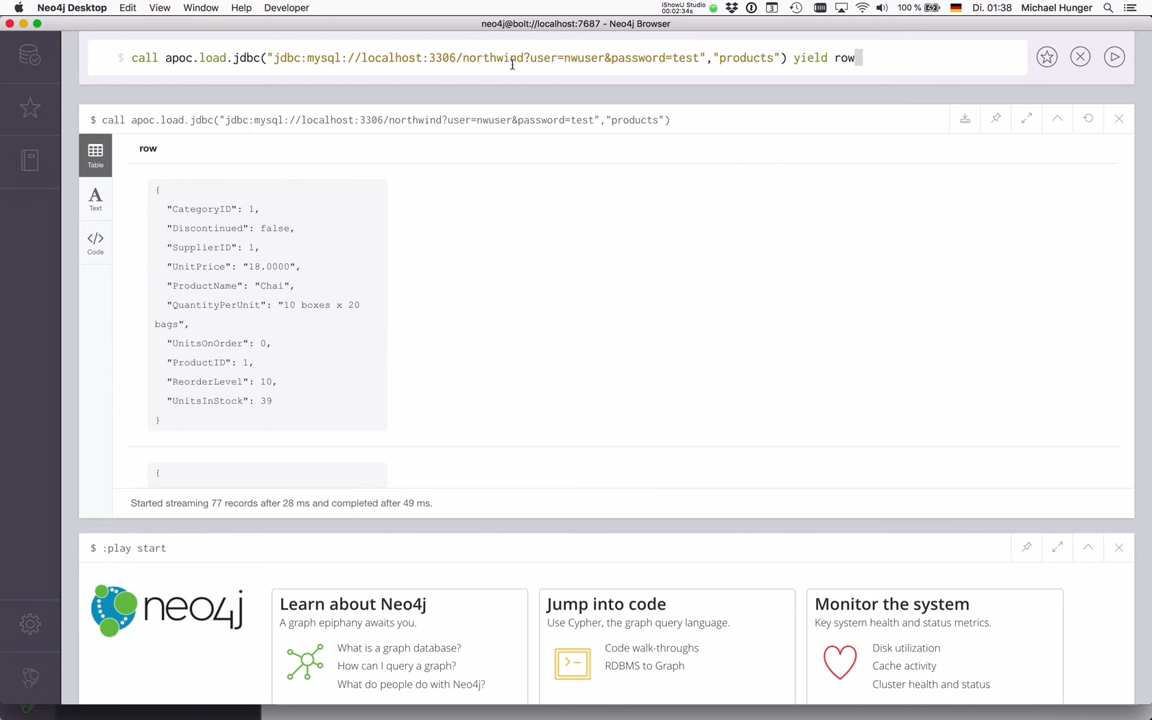 Neo4j Desktop Edit View Window Help Developer iShowU Studio 00:02:34s 3 100 % Di. 01:38 Michael Hunger
neo4j@bolt://localhost:7687 - Neo4j Browser
$ call apoc.load.jdbc("jdbc:mysql://localhost:3306/northwind?user=nwuser&password=test","products") yield row
$ call apoc.load.jdbc("jdbc:mysql://localhost:3306/northwind?user=nwuser&password=test","products")
Table
A
Text
</>
Code
row
{
"CategoryID": 1,
"Discontinued": false,
"SupplierID": 1,
"UnitPrice": "18.0000",
"ProductName": "Chai",
"QuantityPerUnit": "10 boxes x 20
bags",
"UnitsOnOrder": 0,
"ProductID": 1,
"ReorderLevel": 10,
"UnitsInStock": 39
}
{
Started streaming 77 records after 28 ms and completed after 49 ms.
$ :play start
neo4j
Learn about Neo4j
A graph epiphany awaits you.
What is a graph database?
How can I query a graph?
What do people do with Neo4j?
Jump into code
Use Cypher, the graph query language.
Code walk-throughs
RDBMS to Graph
Monitor the system
Key system health and status metrics.
Disk utilization
Cache activity
Cluster health and status